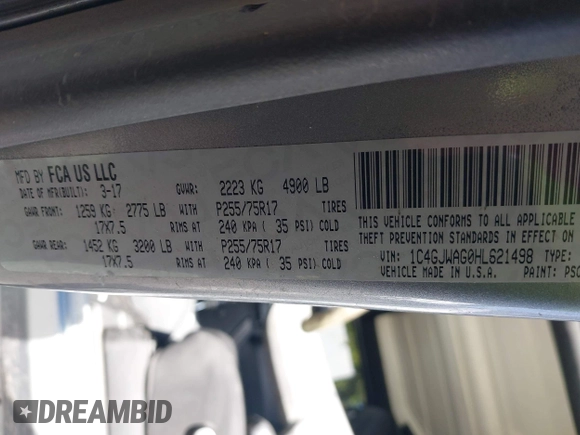 MFD BY FCA US LLC
DATE OF MFR(BUILT): 3-17 GVWR: 2223 KG 4900 LB
GAWR FRONT: 1259 KG 2775 LB WITH P255/75R17 TIRES
17X7.5 RIMS AT 240 KPA ( 35 PSI) COLD
GAWR REAR: 1452 KG 3200 LB WITH P255/75R17 TIRES
17X7.5 RIMS AT 240 KPA ( 35 PSI) COLD
THIS VEHICLE CONFORMS TO ALL APPLICABLE
THEFT PREVENTION STANDARDS IN EFFECT ON
VIN: 1C4GJWAG0HL621498 TYPE:
VEHICLE MADE IN U.S.A. PAINT: PSC
DREAMBID